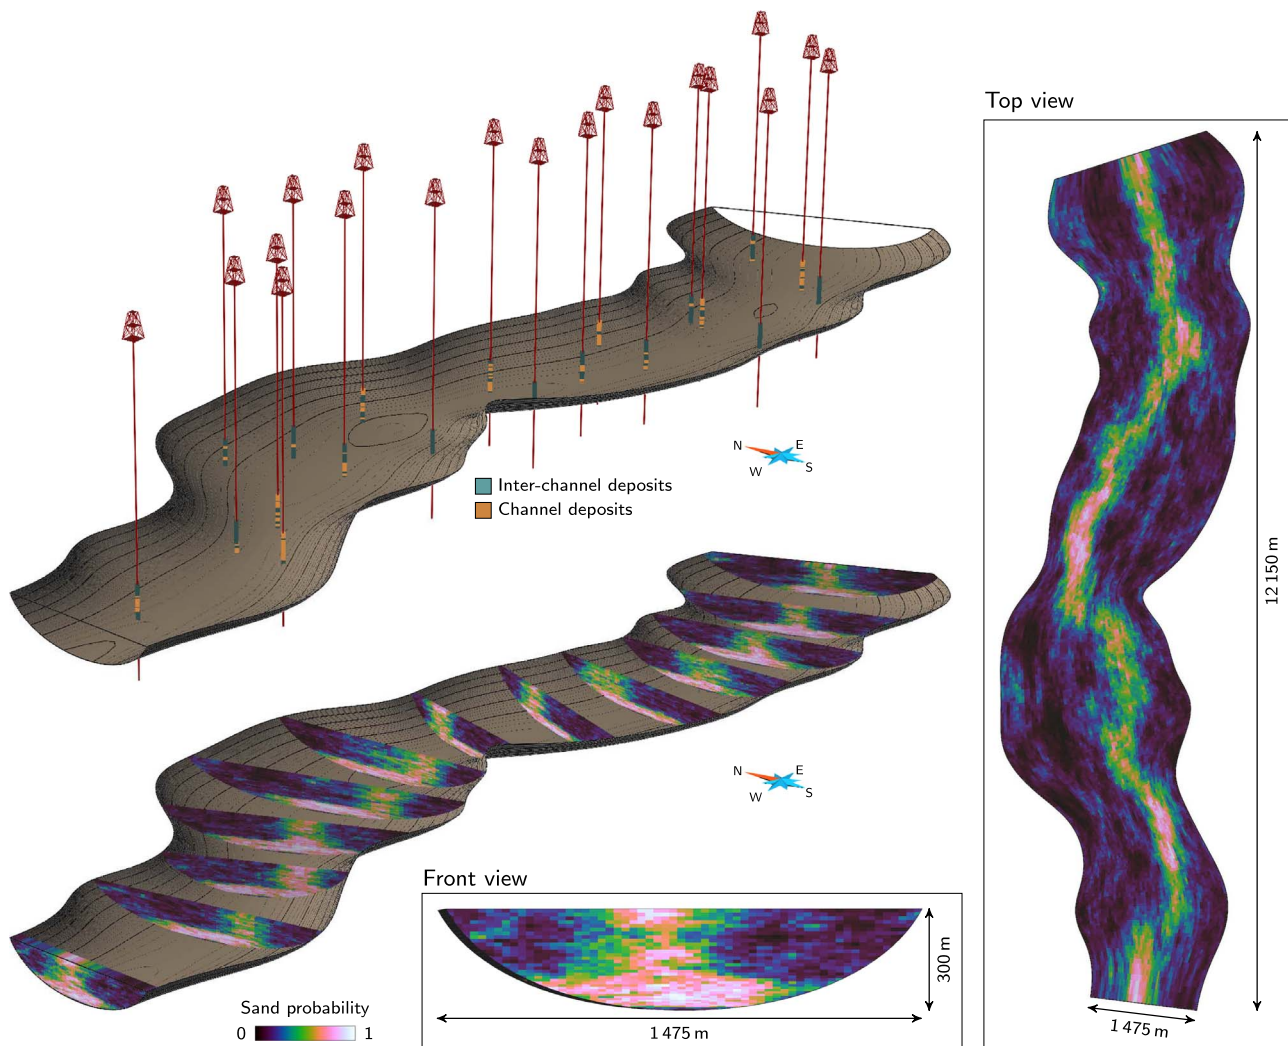 Top view
N
E
W
S
Inter-channel deposits
Channel deposits
12 150 m
N
E
W
S
Front view
300 m
Sand probability
0
1
1 475 m
1 475 m